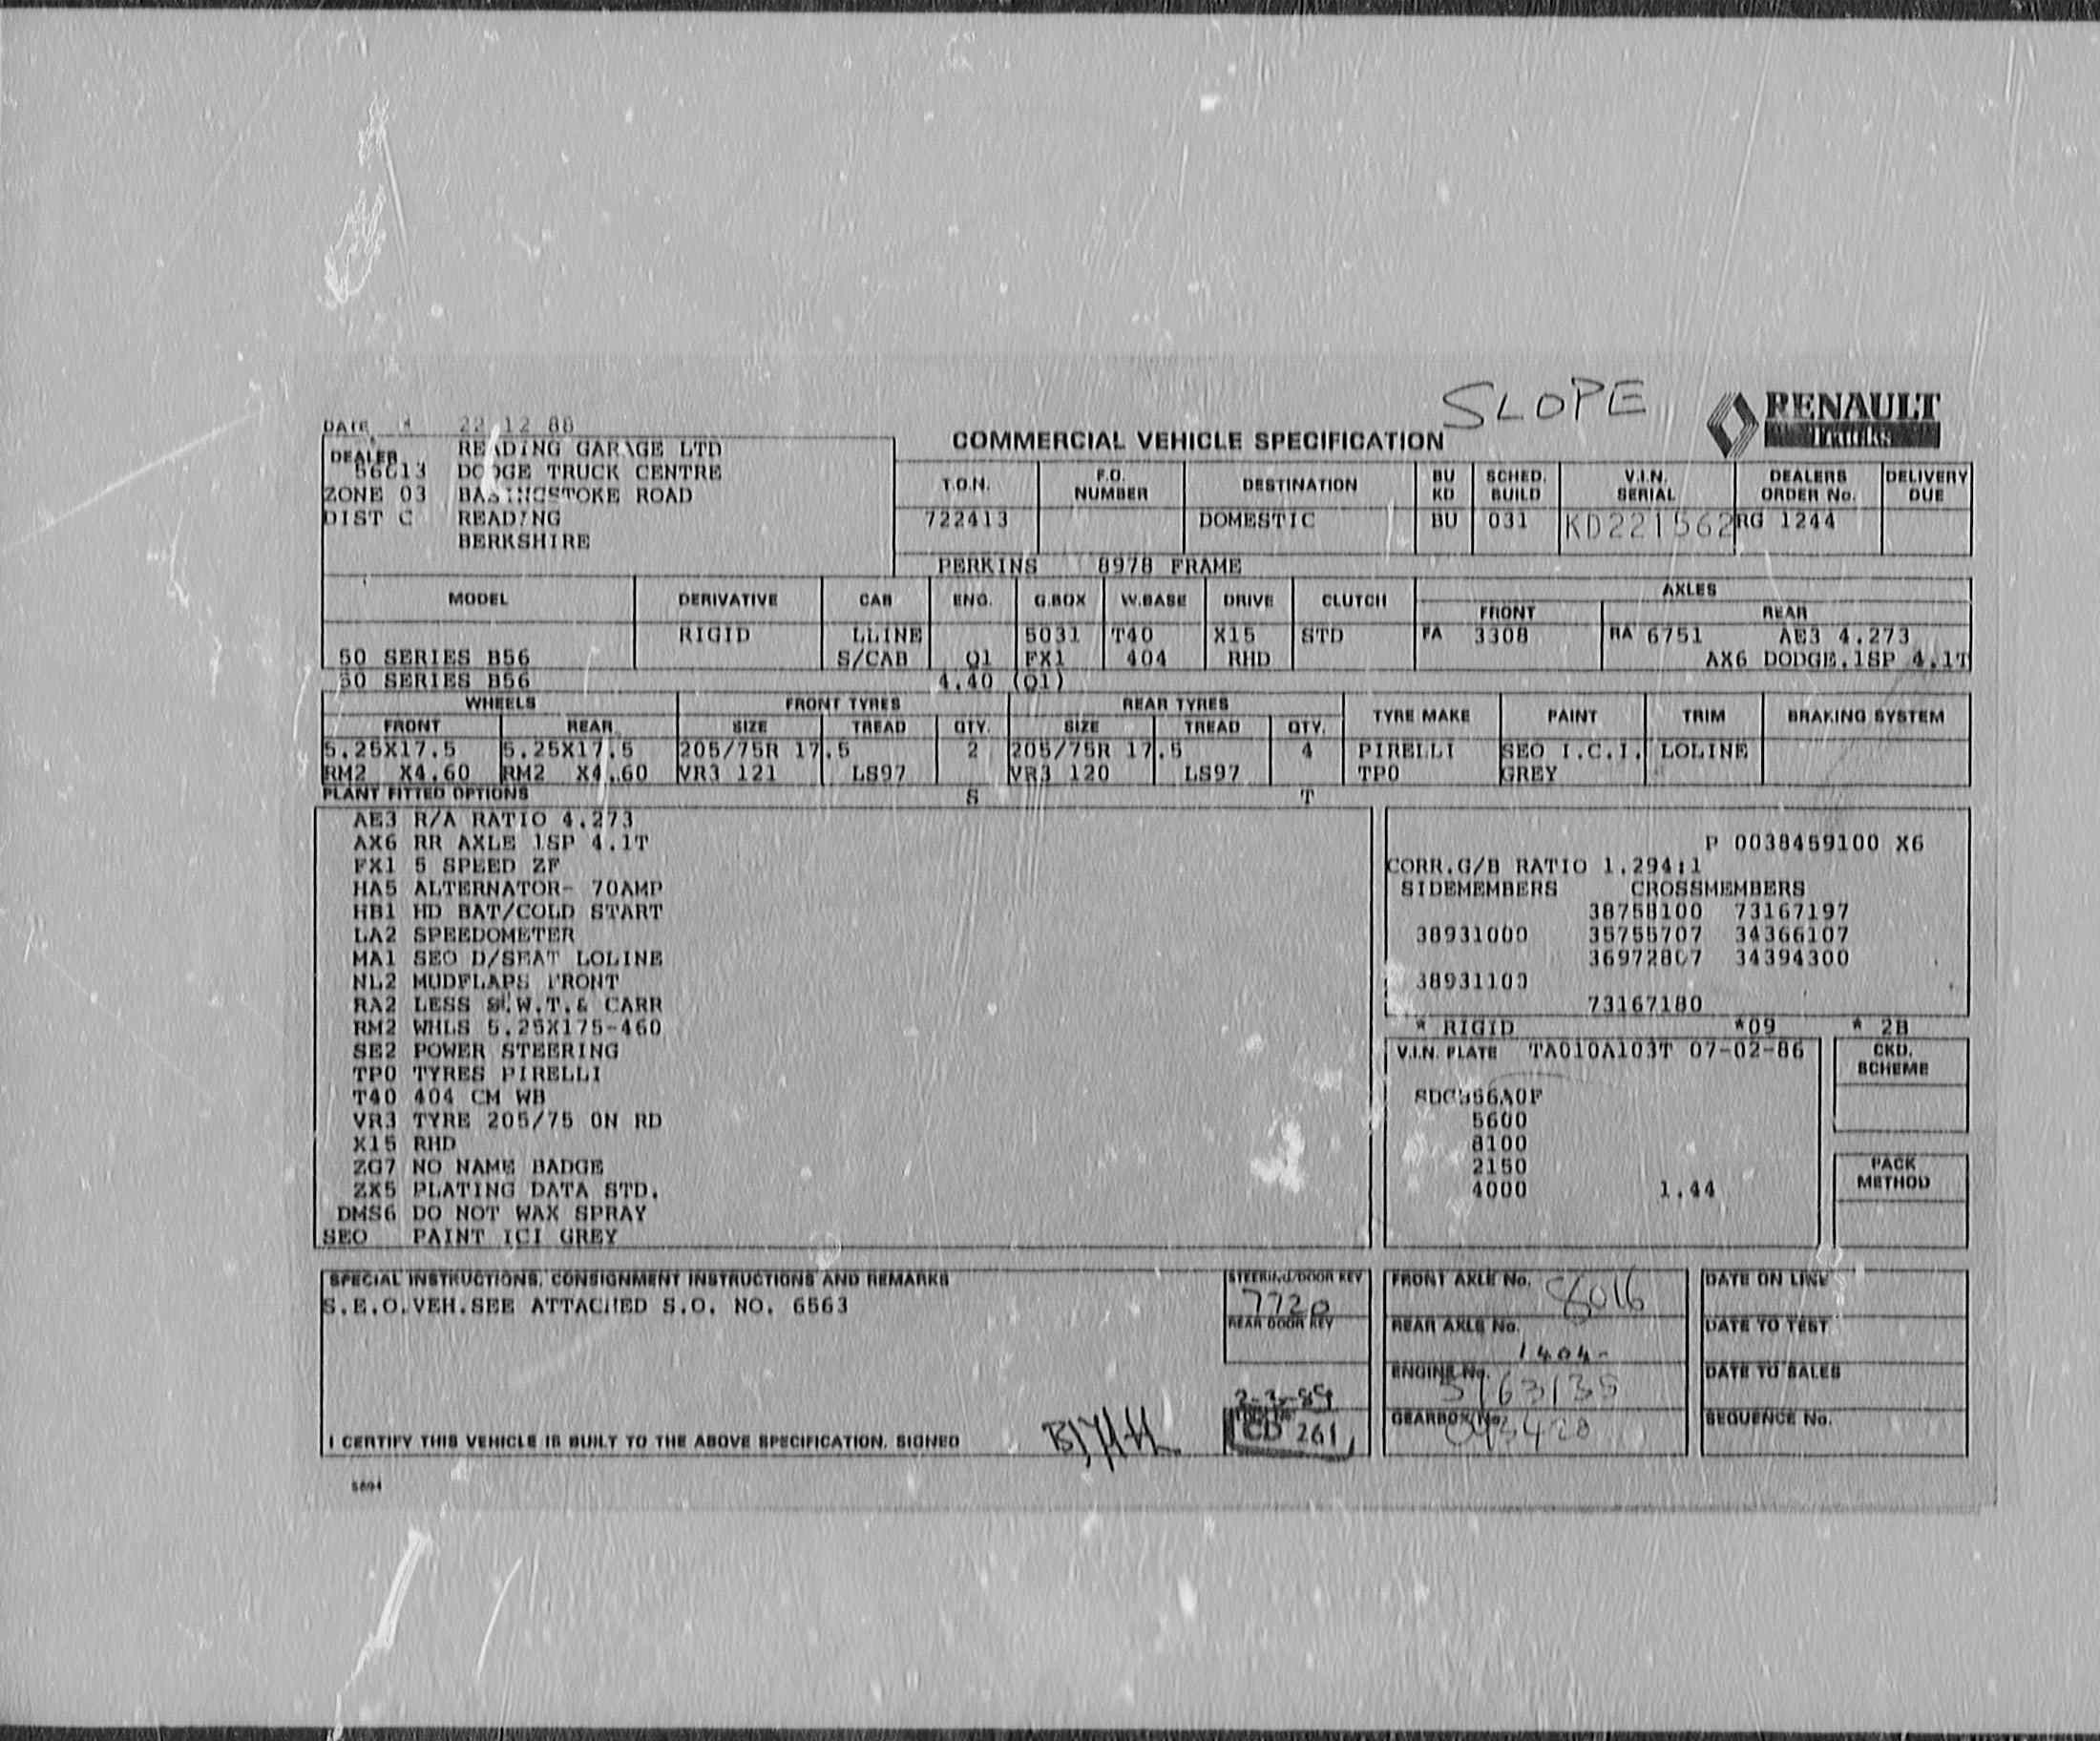 SLOPE
RENAULT
Trucks
DATE 22 12 88
COMMERCIAL VEHICLE SPECIFICATION
DEALER READING GARAGE LTD
56613 DODGE TRUCK CENTRE
ZONE 03 BASINGSTOKE ROAD
DIST C READING
BERKSHIRE
T.O.N. F.O. NUMBER DESTINATION BU KD SCHED. BUILD V.I.N. SERIAL DEALERS ORDER No. DELIVERY DUE
722413 DOMESTIC BU 031 KD221562 RG 1244
PERKINS 8978 FRAME
MODEL DERIVATIVE CAB ENG. G.BOX W.BASE DRIVE CLUTCH AXLES
FRONT REAR
RIGID LLINE 5031 T40 X15 STD FA 3308 RA 6751 AE3 4.273
50 SERIES B56 S/CAB Q1 FX1 404 RHD AX6 DODGE.1SP 4.1T
50 SERIES B56 4.40 (Q1)
WHEELS FRONT TYRES REAR TYRES TYRE MAKE PAINT TRIM BRAKING SYSTEM
FRONT REAR SIZE TREAD QTY. SIZE TREAD QTY.
5.25X17.5 5.25X17.5 205/75R 17.5 2 205/75R 17.5 4 PIRELLI SEO I.C.I. LOLINE
RM2 X4.60 RM2 X4.60 VR3 121 LS97 VR3 120 LS97 TP0 GREY
PLANT FITTED OPTIONS S T
AE3 R/A RATIO 4.273
AX6 RR AXLE 1SP 4.1T
FX1 5 SPEED ZF
HA5 ALTERNATOR- 70AMP
HB1 HD BAT/COLD START
LA2 SPEEDOMETER
MA1 SEO D/SEAT LOLINE
NL2 MUDFLAPS FRONT
RA2 LESS S.W.T.& CARR
RM2 WHLS 5.25X175-460
SE2 POWER STEERING
TP0 TYRES PIRELLI
T40 404 CM WB
VR3 TYRE 205/75 ON RD
X15 RHD
ZG7 NO NAME BADGE
ZX5 PLATING DATA STD.
DMS6 DO NOT WAX SPRAY
SEO PAINT ICI GREY
P 0038459100 X6
CORR.G/B RATIO 1.294:1
SIDEMEMBERS CROSSMEMBERS
38758100 73167197
38931000 35755707 34366107
36972807 34394300
38931100
73167180
* RIGID *09 * 2B
V.I.N. PLATE TA010A103T 07-02-86
5600
8100
2150
4000 1.44
CKD. SCHEME
PACK METHOD
SPECIAL INSTRUCTIONS, CONSIGNMENT INSTRUCTIONS AND REMARKS
S.E.O.VEH.SEE ATTACHED S.O. NO. 6563
I CERTIFY THIS VEHICLE IS BUILT TO THE ABOVE SPECIFICATION. SIGNED
STEERING/DOOR KEY
7720
REAR DOOR KEY
2-3-89
CD 261
FRONT AXLE No. 8016
REAR AXLE No.
1404-
ENGINE No.
GEARBOX No.
DATE ON LINE
DATE TO TEST
DATE TO SALES
SEQUENCE No.
5894